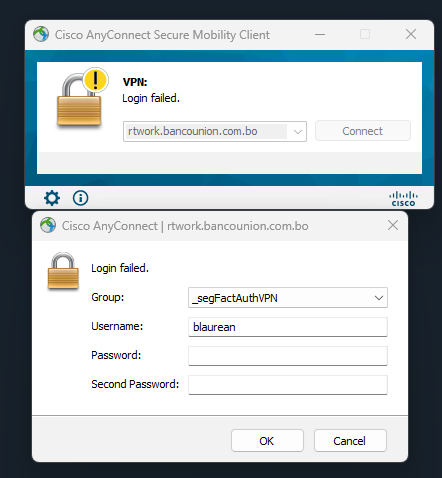 Cisco AnyConnect Secure Mobility Client
VPN:
Login failed.
rtwork.bancounion.com.bo
Connect
CISCO
Cisco AnyConnect | rtwork.bancounion.com.bo
Login failed.
Group: _segFactAuthVPN
Username: blaurean
Password:
Second Password:
OK Cancel